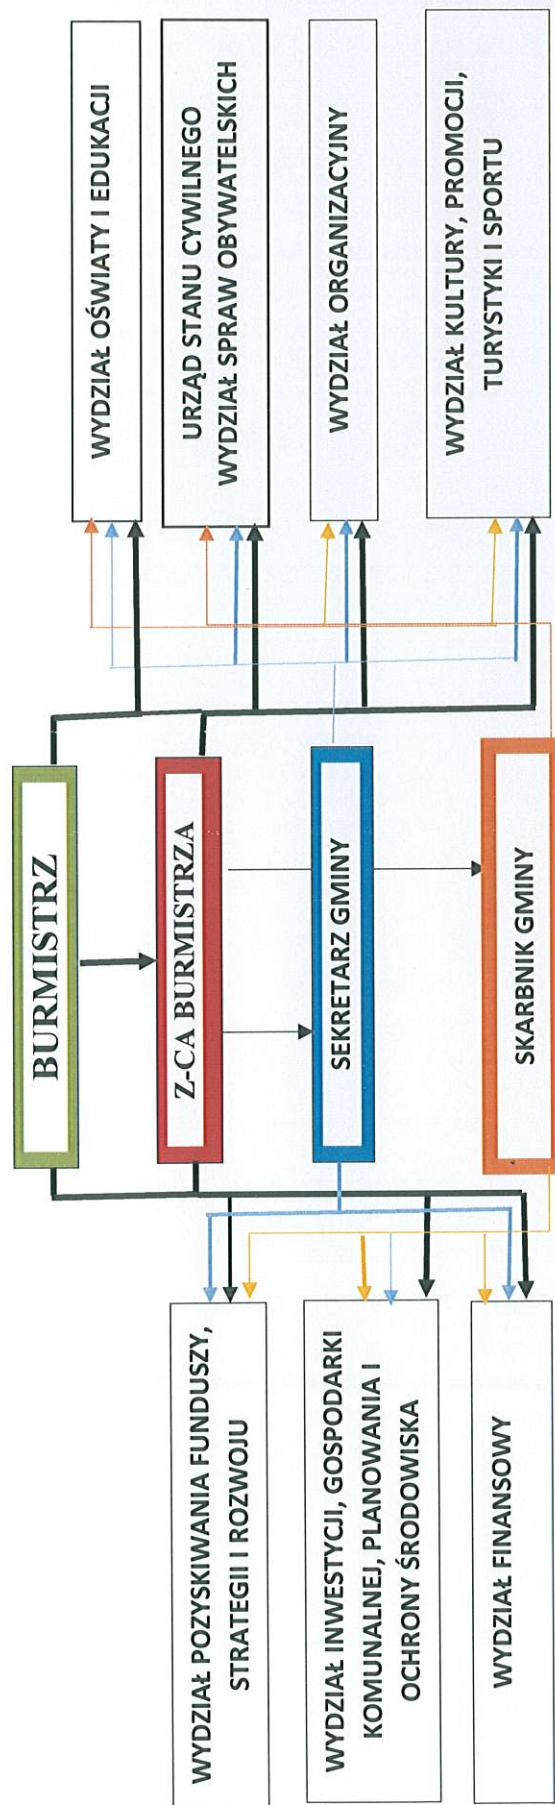 BURMISTRZ
Z-CA BURMISTRZA
SEKRETARZ GMINY
SKARBNIK GMINY
WYDZIAŁ POZYSKIWANIA FUNDUSZY,
STRATEGII I ROZWOJU
WYDZIAŁ INWESTYCJI, GOSPODARKI
KOMUNALNEJ, PLANOWANIA I
OCHRONY ŚRODOWISKA
WYDZIAŁ FINANSOWY
WYDZIAŁ OŚWIATY I EDUKACJI
URZĄD STANU CYWILNEGO
WYDZIAŁ SPRAW OBYWATELSKICH
WYDZIAŁ ORGANIZACYJNY
WYDZIAŁ KULTURY, PROMOCJI,
TURYSTYKI I SPORTU